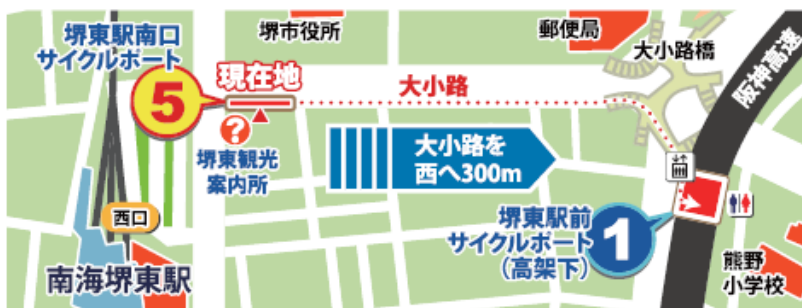 堺市役所
郵便局
大小路橋
阪神高速
堺東駅南口
サイクルポート
5
現在地
大小路
?
堺東観光
案内所
大小路を
西へ300m
西口
南海堺東駅
堺東駅前
サイクルポート
(高架下)
1
熊野
小学校